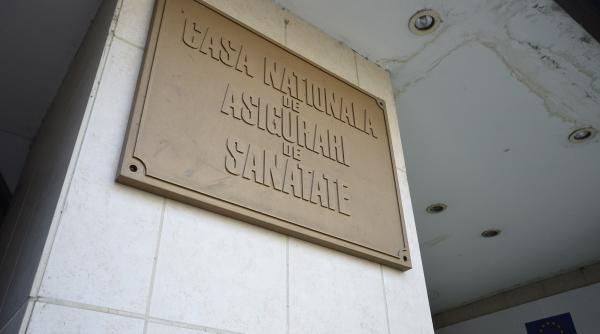 CASA NATIONALA
DE
ASIGURARI
DE
SANATATE